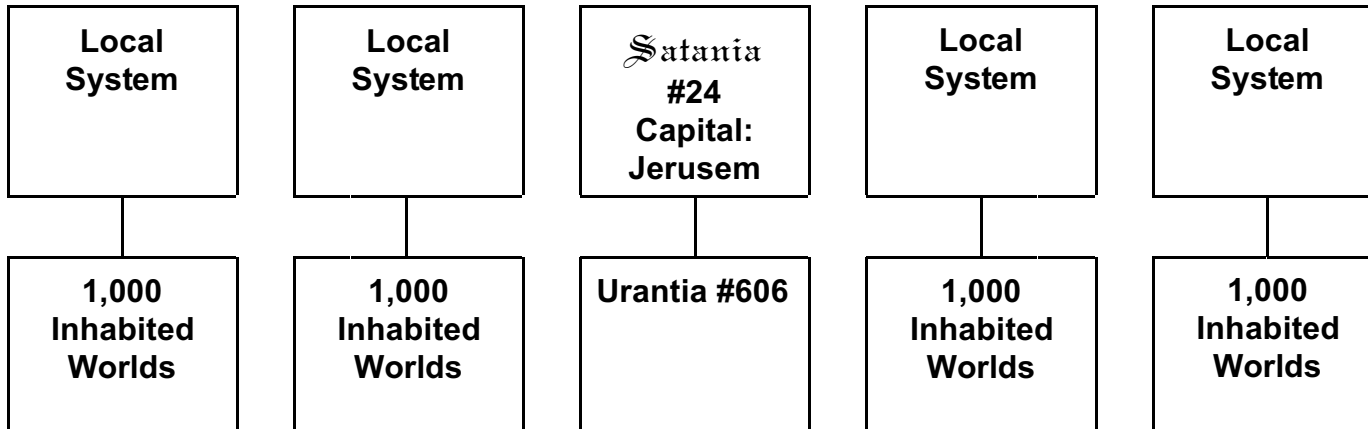 Local
System
Local
System
Satania
#24
Capital:
Jerusem
Local
System
Local
System
1,000
Inhabited
Worlds
1,000
Inhabited
Worlds
Urantia #606
1,000
Inhabited
Worlds
1,000
Inhabited
Worlds